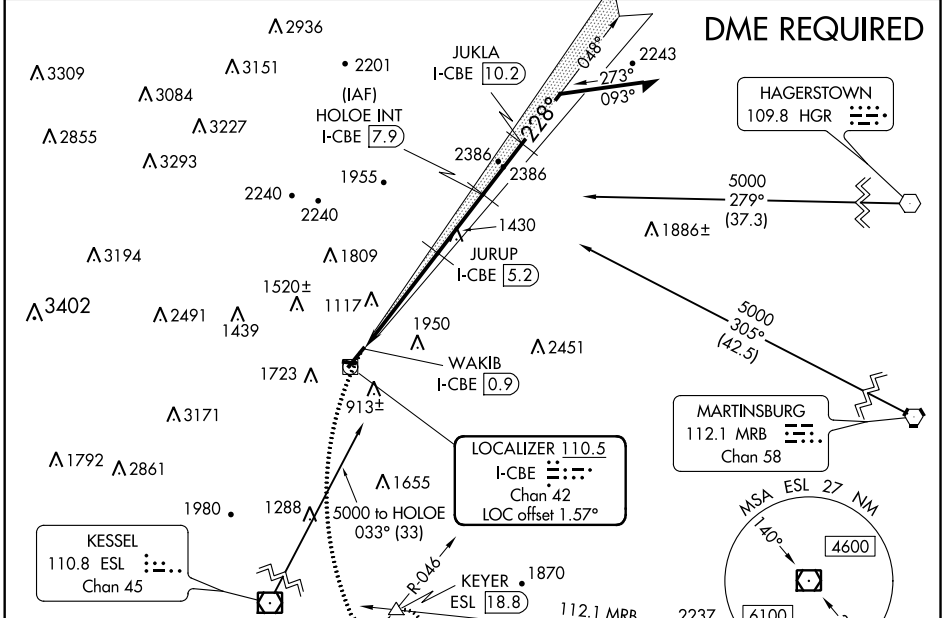 DME REQUIRED
2936
JUKLA
I-CBE 10.2
048°
2243
3309
3151
2201
273°
093°
3084
(IAF)
HOLOE INT
I-CBE 7.9
228°
HAGERSTOWN
109.8 HGR
2855
3227
3293
2386
2386
1955
2240
2240
5000
279°
(37.3)
1430
1886±
3194
1809
JURUP
I-CBE 5.2
1520±
1117
3402
2491
1439
1950
2451
5000
305°
(42.5)
WAKIB
I-CBE 0.9
1723
913±
3171
MARTINSBURG
112.1 MRB
Chan 58
LOCALIZER 110.5
I-CBE
Chan 42
LOC offset 1.57°
1792
2861
1655
1980
1288
5000 to HOLOE
033° (33)
MSA ESL 27 NM
140°
4600
KESSEL
110.8 ESL
Chan 45
R-046
KEYER
ESL 18.8
1870
112.1 MRB
2237
6100